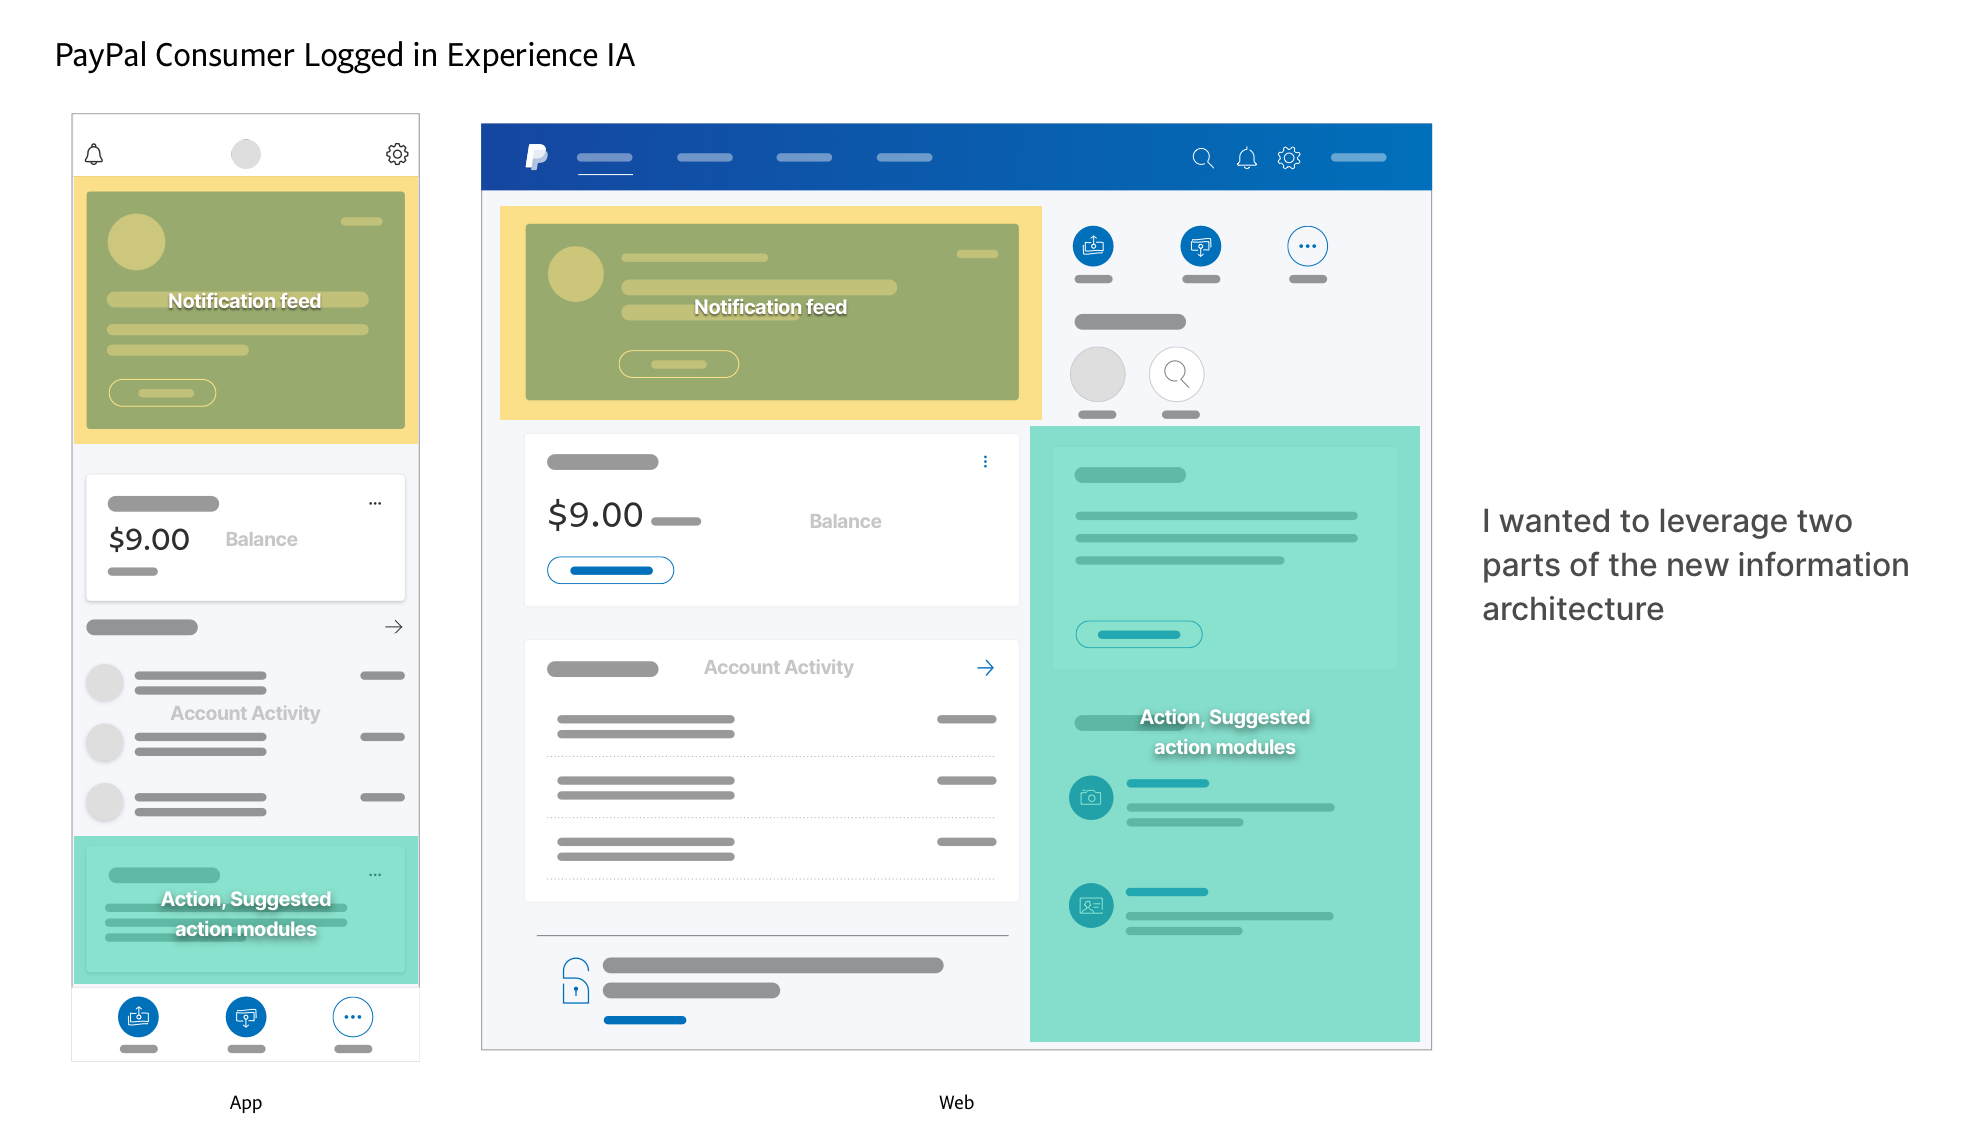 PayPal Consumer Logged in Experience IA
Notification feed
$9.00
Balance
Account Activity
Action, Suggested
action modules
App
Notification feed
$9.00
Balance
Account Activity
Action, Suggested
action modules
Web
I wanted to leverage two
parts of the new information
architecture